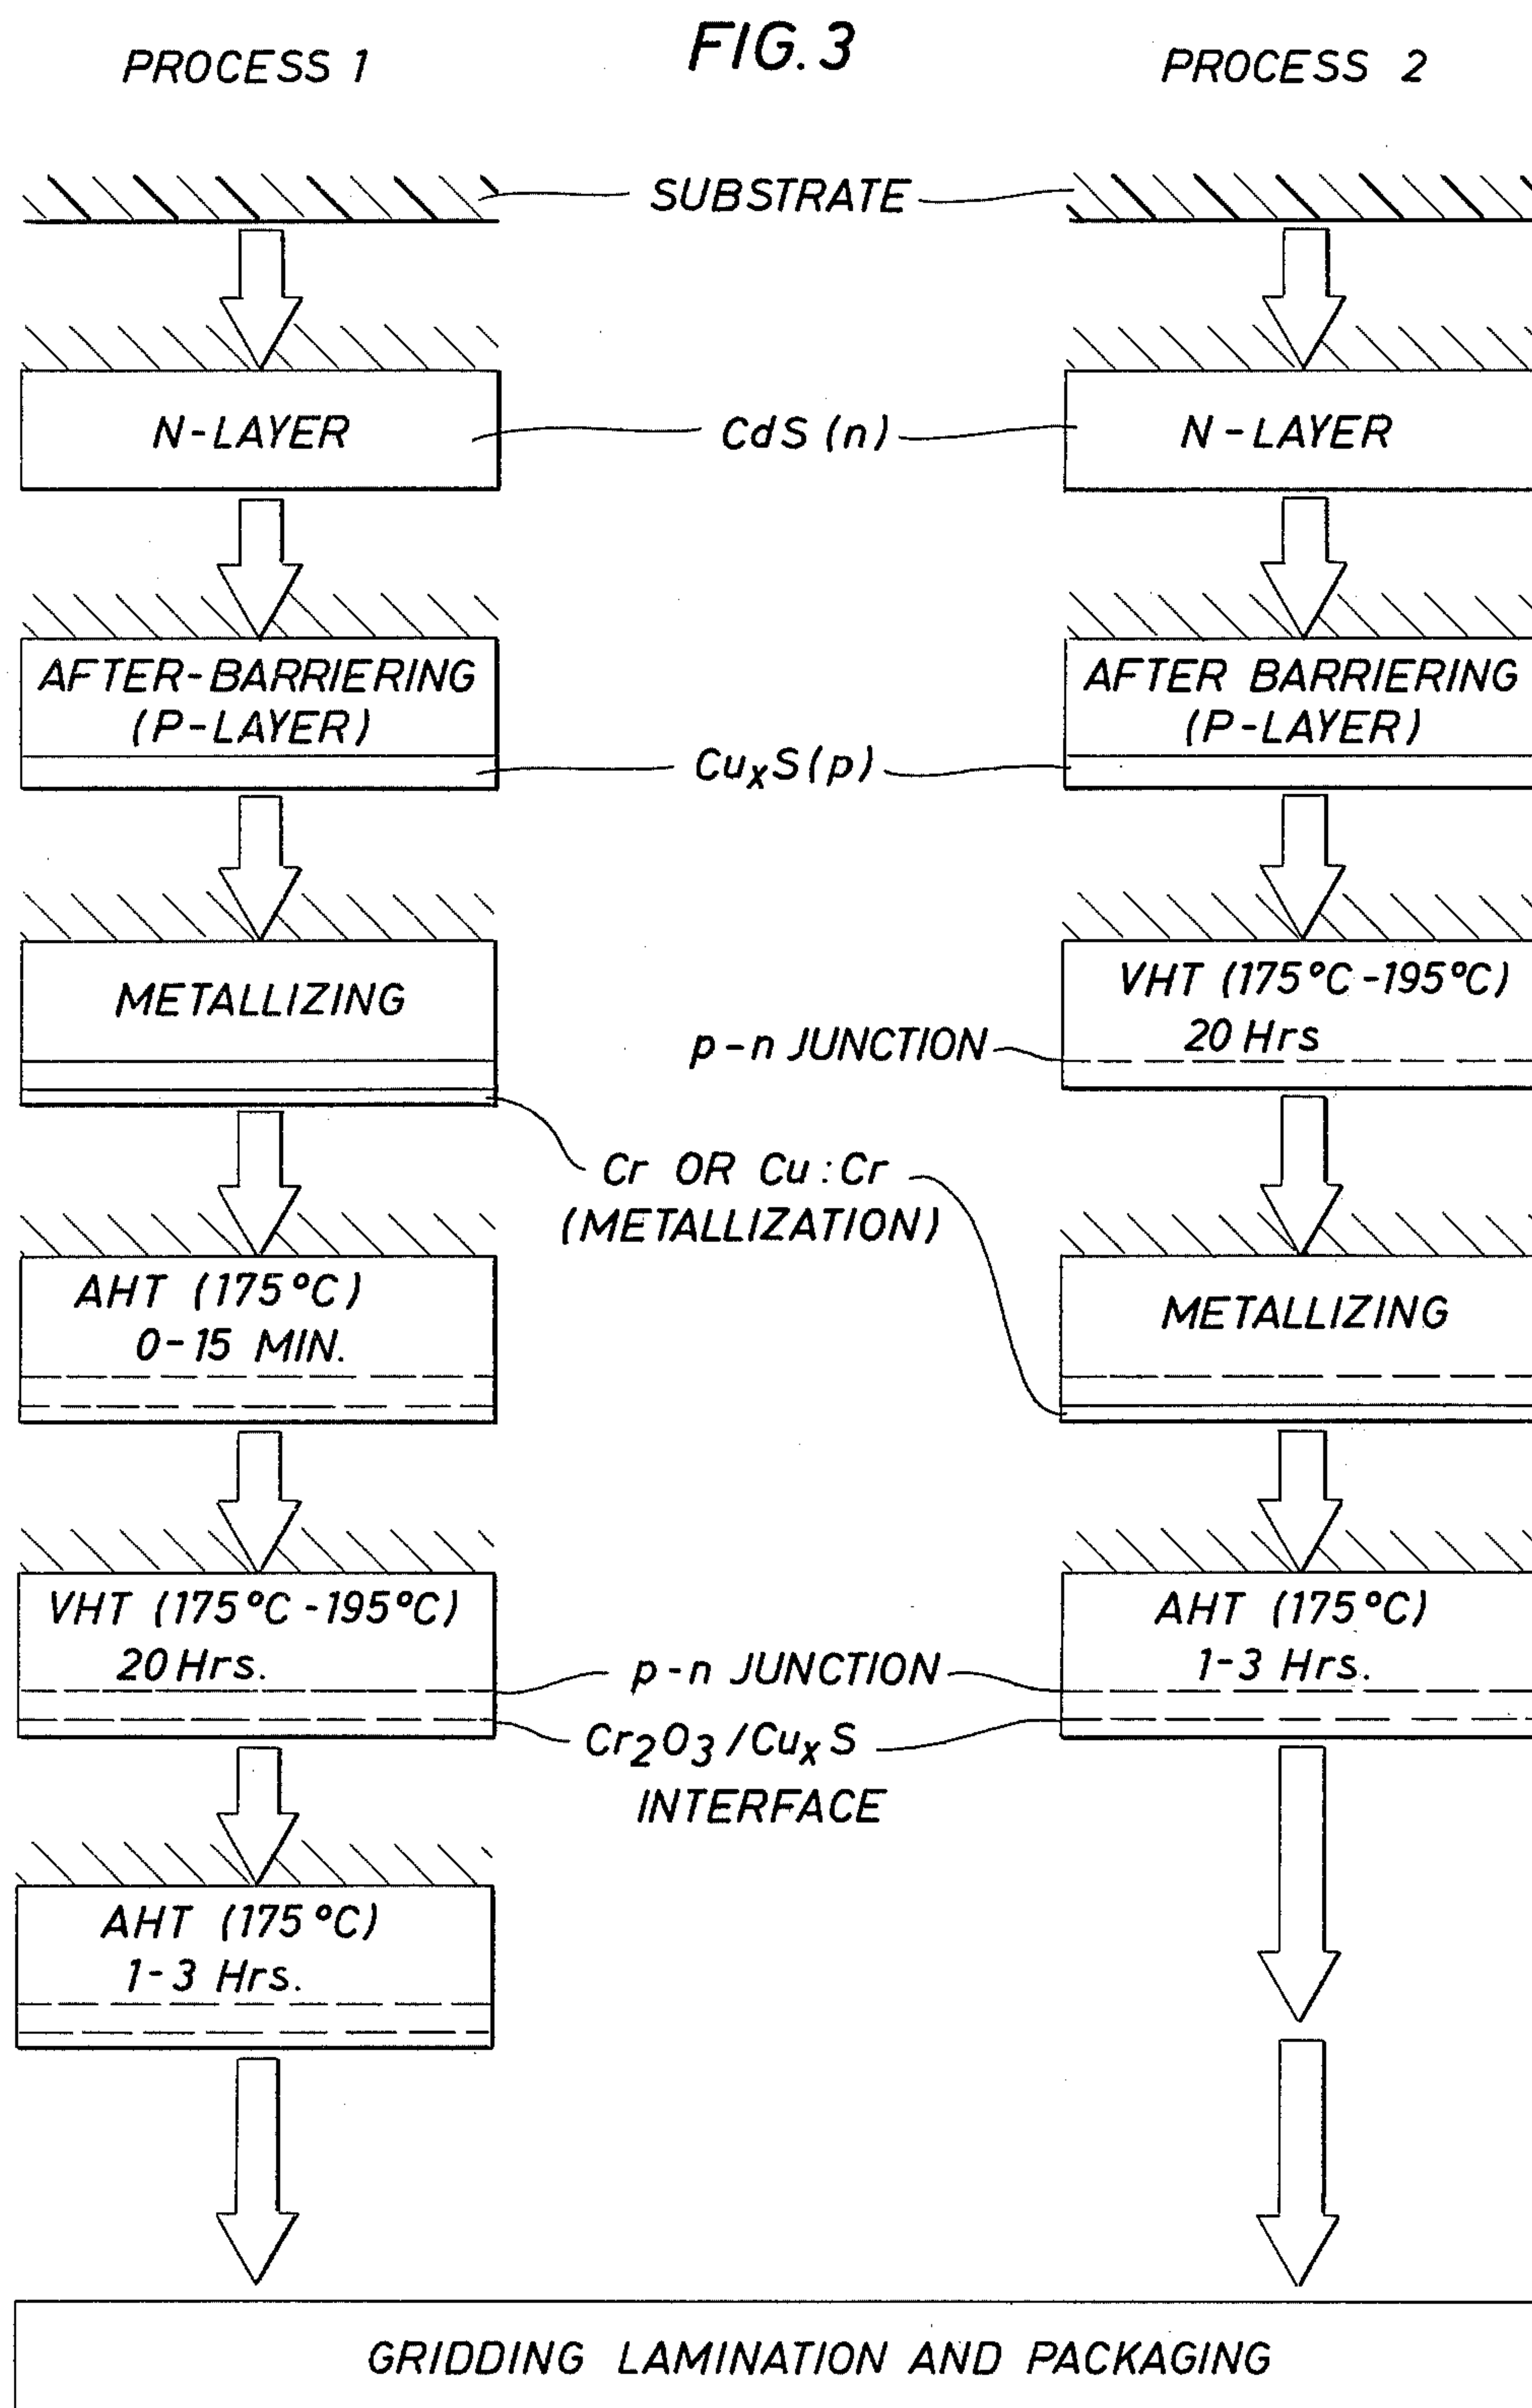 FIG. 3
PROCESS 1
PROCESS 2
SUBSTRATE
N-LAYER
CdS (n)
N-LAYER
AFTER-BARRIERING
(P-LAYER)
CuxS(p)
AFTER BARRIERING
(P-LAYER)
METALLIZING
p-n JUNCTION
VHT (175°C-195°C)
20 Hrs
Cr OR Cu:Cr
(METALLIZATION)
AHT (175°C)
0-15 MIN.
METALLIZING
VHT (175°C-195°C)
20 Hrs.
p-n JUNCTION
Cr2O3/CuxS
INTERFACE
AHT (175°C)
1-3 Hrs.
AHT (175°C)
1-3 Hrs.
GRIDDING LAMINATION AND PACKAGING